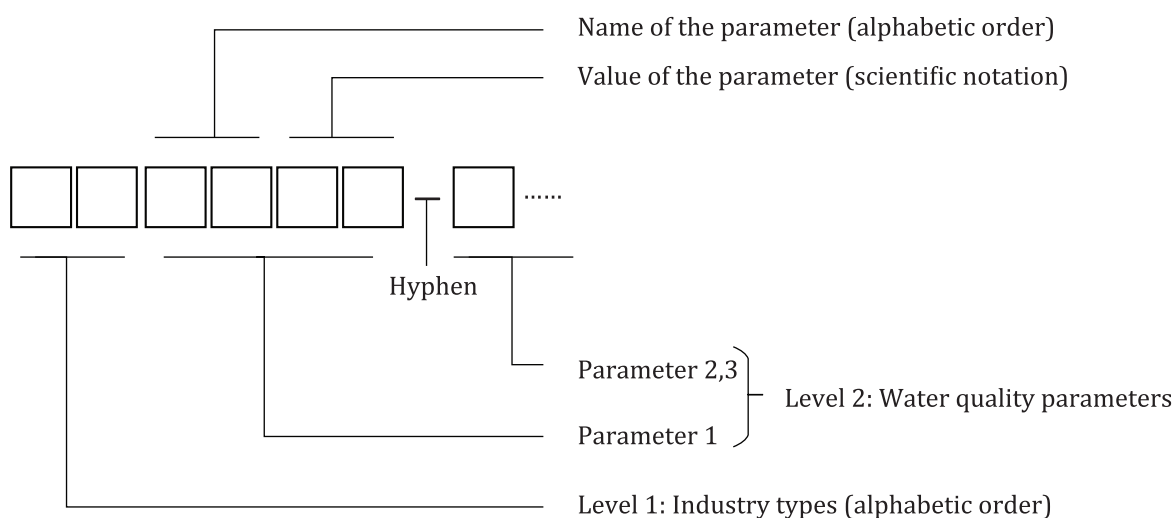 Name of the parameter (alphabetic order)
Value of the parameter (scientific notation)
......
Hyphen
Parameter 2,3
Level 2: Water quality parameters
Parameter 1
Level 1: Industry types (alphabetic order)